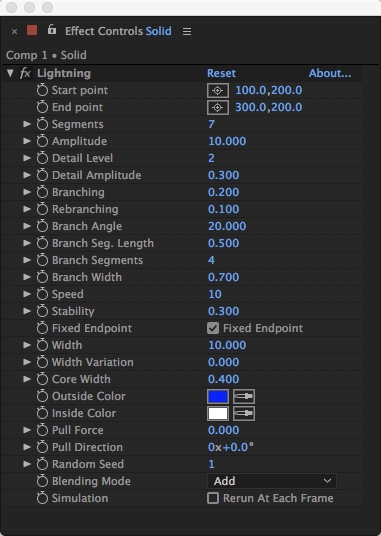 Effect Controls Solid
Comp 1 • Solid
fx Lightning Reset About...
Start point 100.0,200.0
End point 300.0,200.0
Segments 7
Amplitude 10.000
Detail Level 2
Detail Amplitude 0.300
Branching 0.200
Rebranching 0.100
Branch Angle 20.000
Branch Seg. Length 0.500
Branch Segments 4
Branch Width 0.700
Speed 10
Stability 0.300
Fixed Endpoint Fixed Endpoint
Width 10.000
Width Variation 0.000
Core Width 0.400
Outside Color
Inside Color
Pull Force 0.000
Pull Direction 0x+0.0°
Random Seed 1
Blending Mode Add
Simulation Rerun At Each Frame